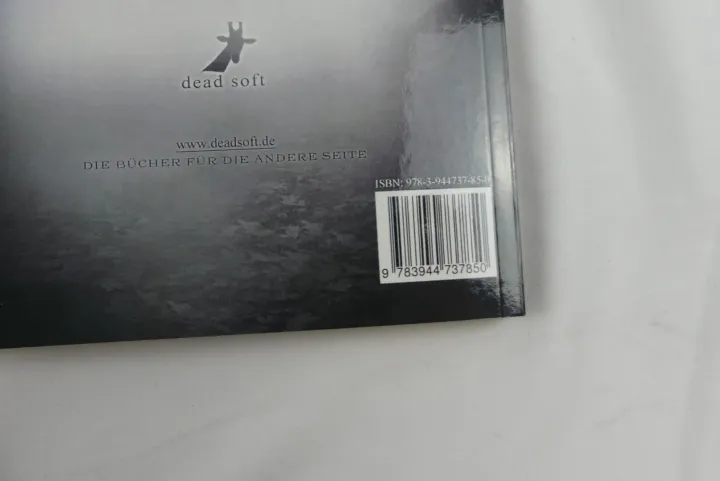 dead soft
www.deadsoft.de
DIE BÜCHER FÜR DIE ANDERE SEITE
ISBN: 978-3-944737-85-0
9 783944 737850